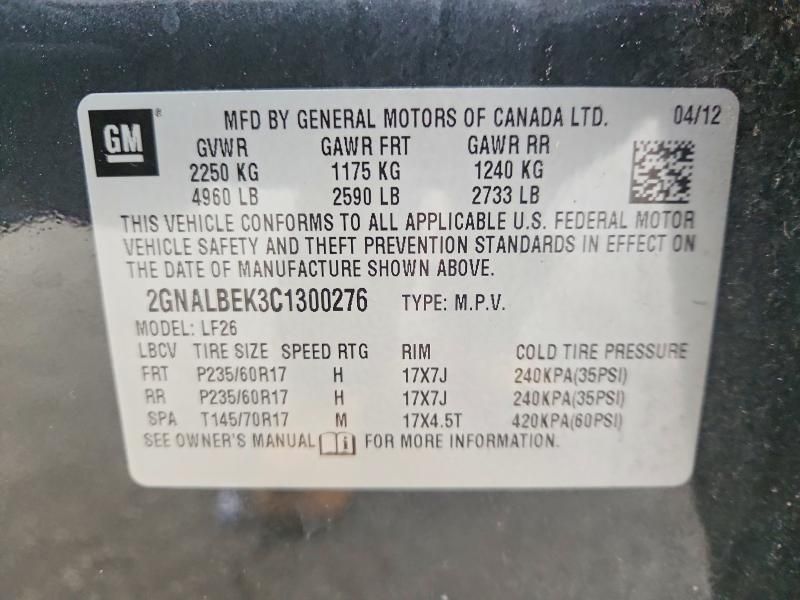 GM ® MFD BY GENERAL MOTORS OF CANADA LTD. 04/12
GVWR GAWR FRT GAWR RR
2250 KG 1175 KG 1240 KG
4960 LB 2590 LB 2733 LB
THIS VEHICLE CONFORMS TO ALL APPLICABLE U.S. FEDERAL MOTOR
VEHICLE SAFETY AND THEFT PREVENTION STANDARDS IN EFFECT ON
THE DATE OF MANUFACTURE SHOWN ABOVE.
2GNALBEK3C1300276 TYPE: M.P.V.
MODEL: LF26
LBCV TIRE SIZE SPEED RTG RIM COLD TIRE PRESSURE
FRT P235/60R17 H 17X7J 240KPA(35PSI)
RR P235/60R17 H 17X7J 240KPA(35PSI)
SPA T145/70R17 M 17X4.5T 420KPA(60PSI)
SEE OWNER'S MANUAL i FOR MORE INFORMATION.